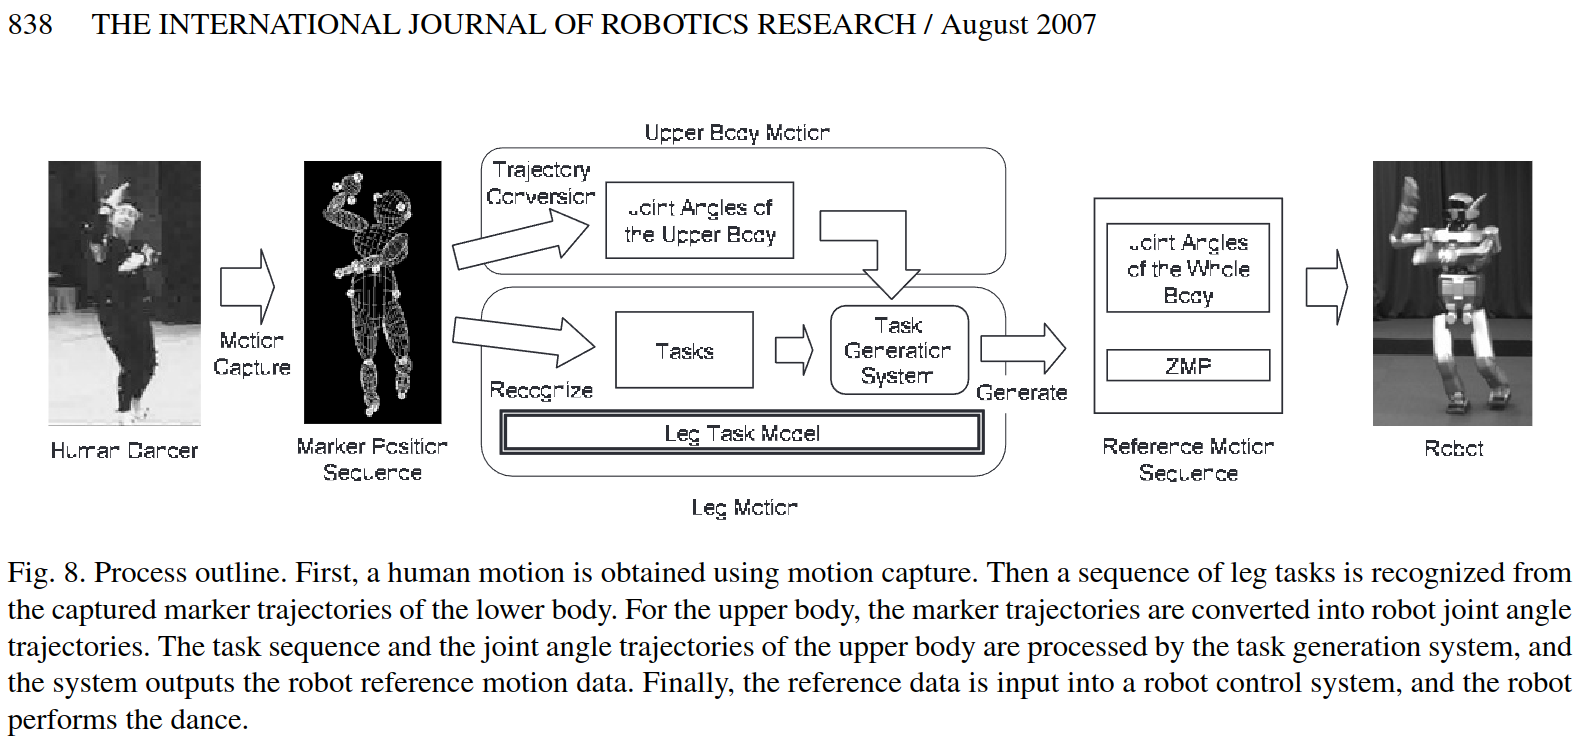 838 THE INTERNATIONAL JOURNAL OF ROBOTICS RESEARCH / August 2007
Upper Body Motion
Trajectory
Conversion
Joint Angles of
the Upper Body
Joint Angles
of the Whole
Body
Task
Generation
System
Tasks
Motion
Capture
ZMP
Recognize
Generate
Leg Task Model
Human Dancer
Marker Position
Sequence
Reference Motion
Sequence
Robot
Leg Motion
Fig. 8. Process outline. First, a human motion is obtained using motion capture. Then a sequence of leg tasks is recognized from
the captured marker trajectories of the lower body. For the upper body, the marker trajectories are converted into robot joint angle
trajectories. The task sequence and the joint angle trajectories of the upper body are processed by the task generation system, and
the system outputs the robot reference motion data. Finally, the reference data is input into a robot control system, and the robot
performs the dance.